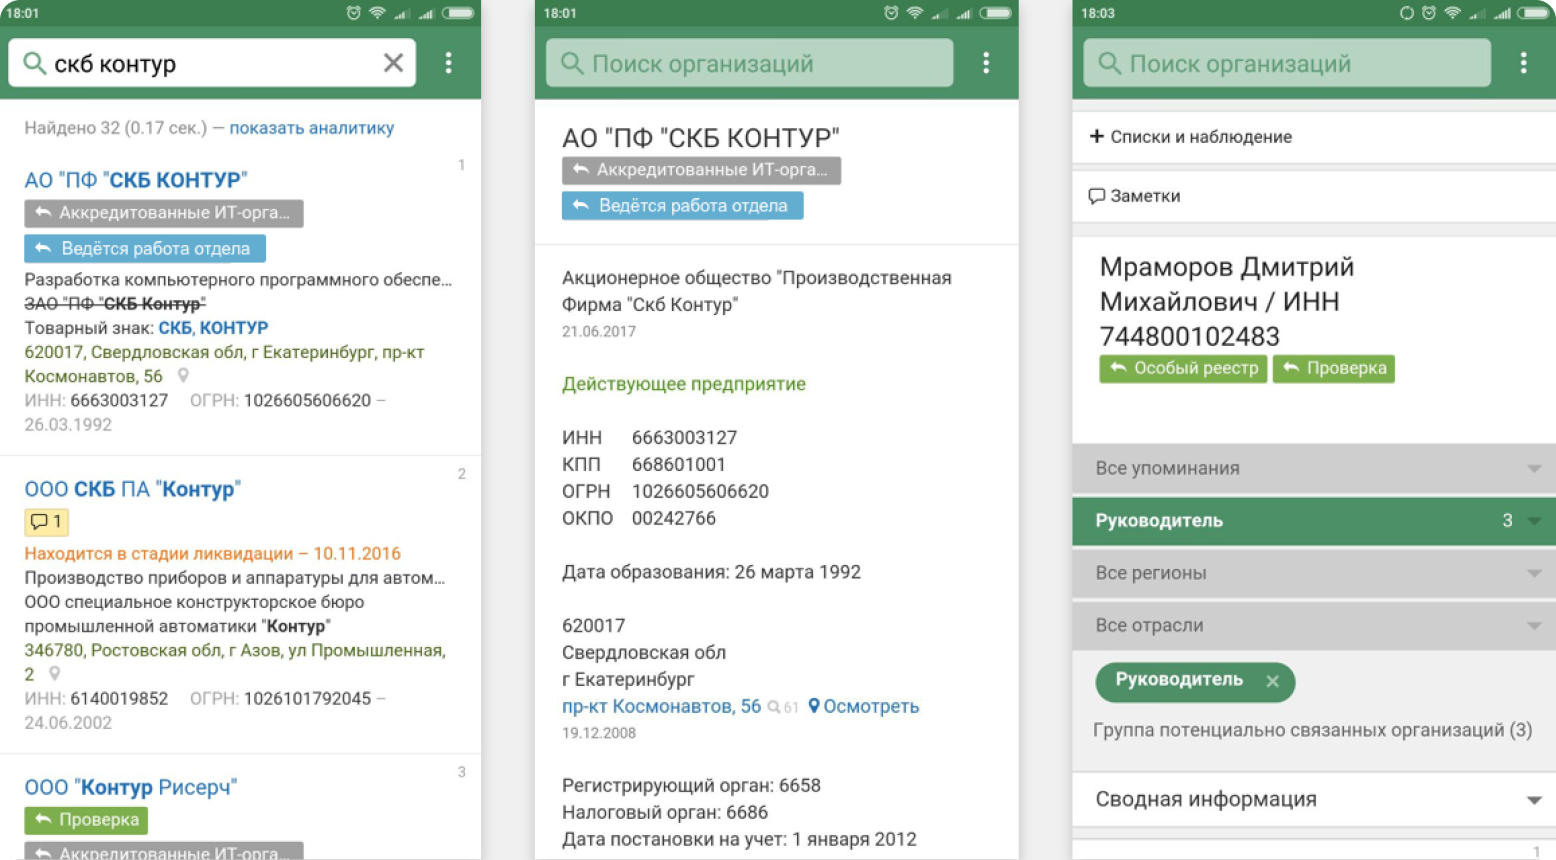 18:01
скб контур
Найдено 32 (0.17 сек.) — показать аналитику
1
АО "ПФ "СКБ КОНТУР"
Аккредитованные ИТ-орга...
Ведётся работа отдела
Разработка компьютерного программного обеспе...
ЗАО "ПФ "СКБ Контур"
Товарный знак: СКБ, КОНТУР
620017, Свердловская обл, г Екатеринбург, пр-кт
Космонавтов, 56
ИНН: 6663003127 ОГРН: 1026605606620 –
26.03.1992
2
ООО СКБ ПА "Контур"
1
Находится в стадии ликвидации – 10.11.2016
Производство приборов и аппаратуры для автом...
ООО специальное конструкторское бюро
промышленной автоматики "Контур"
346780, Ростовская обл, г Азов, ул Промышленная,
2
ИНН: 6140019852 ОГРН: 1026101792045 –
24.06.2002
3
ООО "Контур Рисерч"
Проверка
Аккредитованные ИТ-орга...
18:01
Поиск организаций
АО "ПФ "СКБ КОНТУР"
Аккредитованные ИТ-орга...
Ведётся работа отдела
Акционерное общество "Производственная
Фирма "Скб Контур"
21.06.2017
Действующее предприятие
ИНН 6663003127
КПП 668601001
ОГРН 1026605606620
ОКПО 00242766
Дата образования: 26 марта 1992
620017
Свердловская обл
г Екатеринбург
пр-кт Космонавтов, 56 61 Осмотреть
19.12.2008
Регистрирующий орган: 6658
Налоговый орган: 6686
Дата постановки на учет: 1 января 2012
18:03
Поиск организаций
+ Списки и наблюдение
Заметки
Мраморов Дмитрий
Михайлович / ИНН
744800102483
Особый реестр Проверка
Все упоминания
Руководитель 3
Все регионы
Все отрасли
Руководитель ×
Группа потенциально связанных организаций (3)
Сводная информация
1